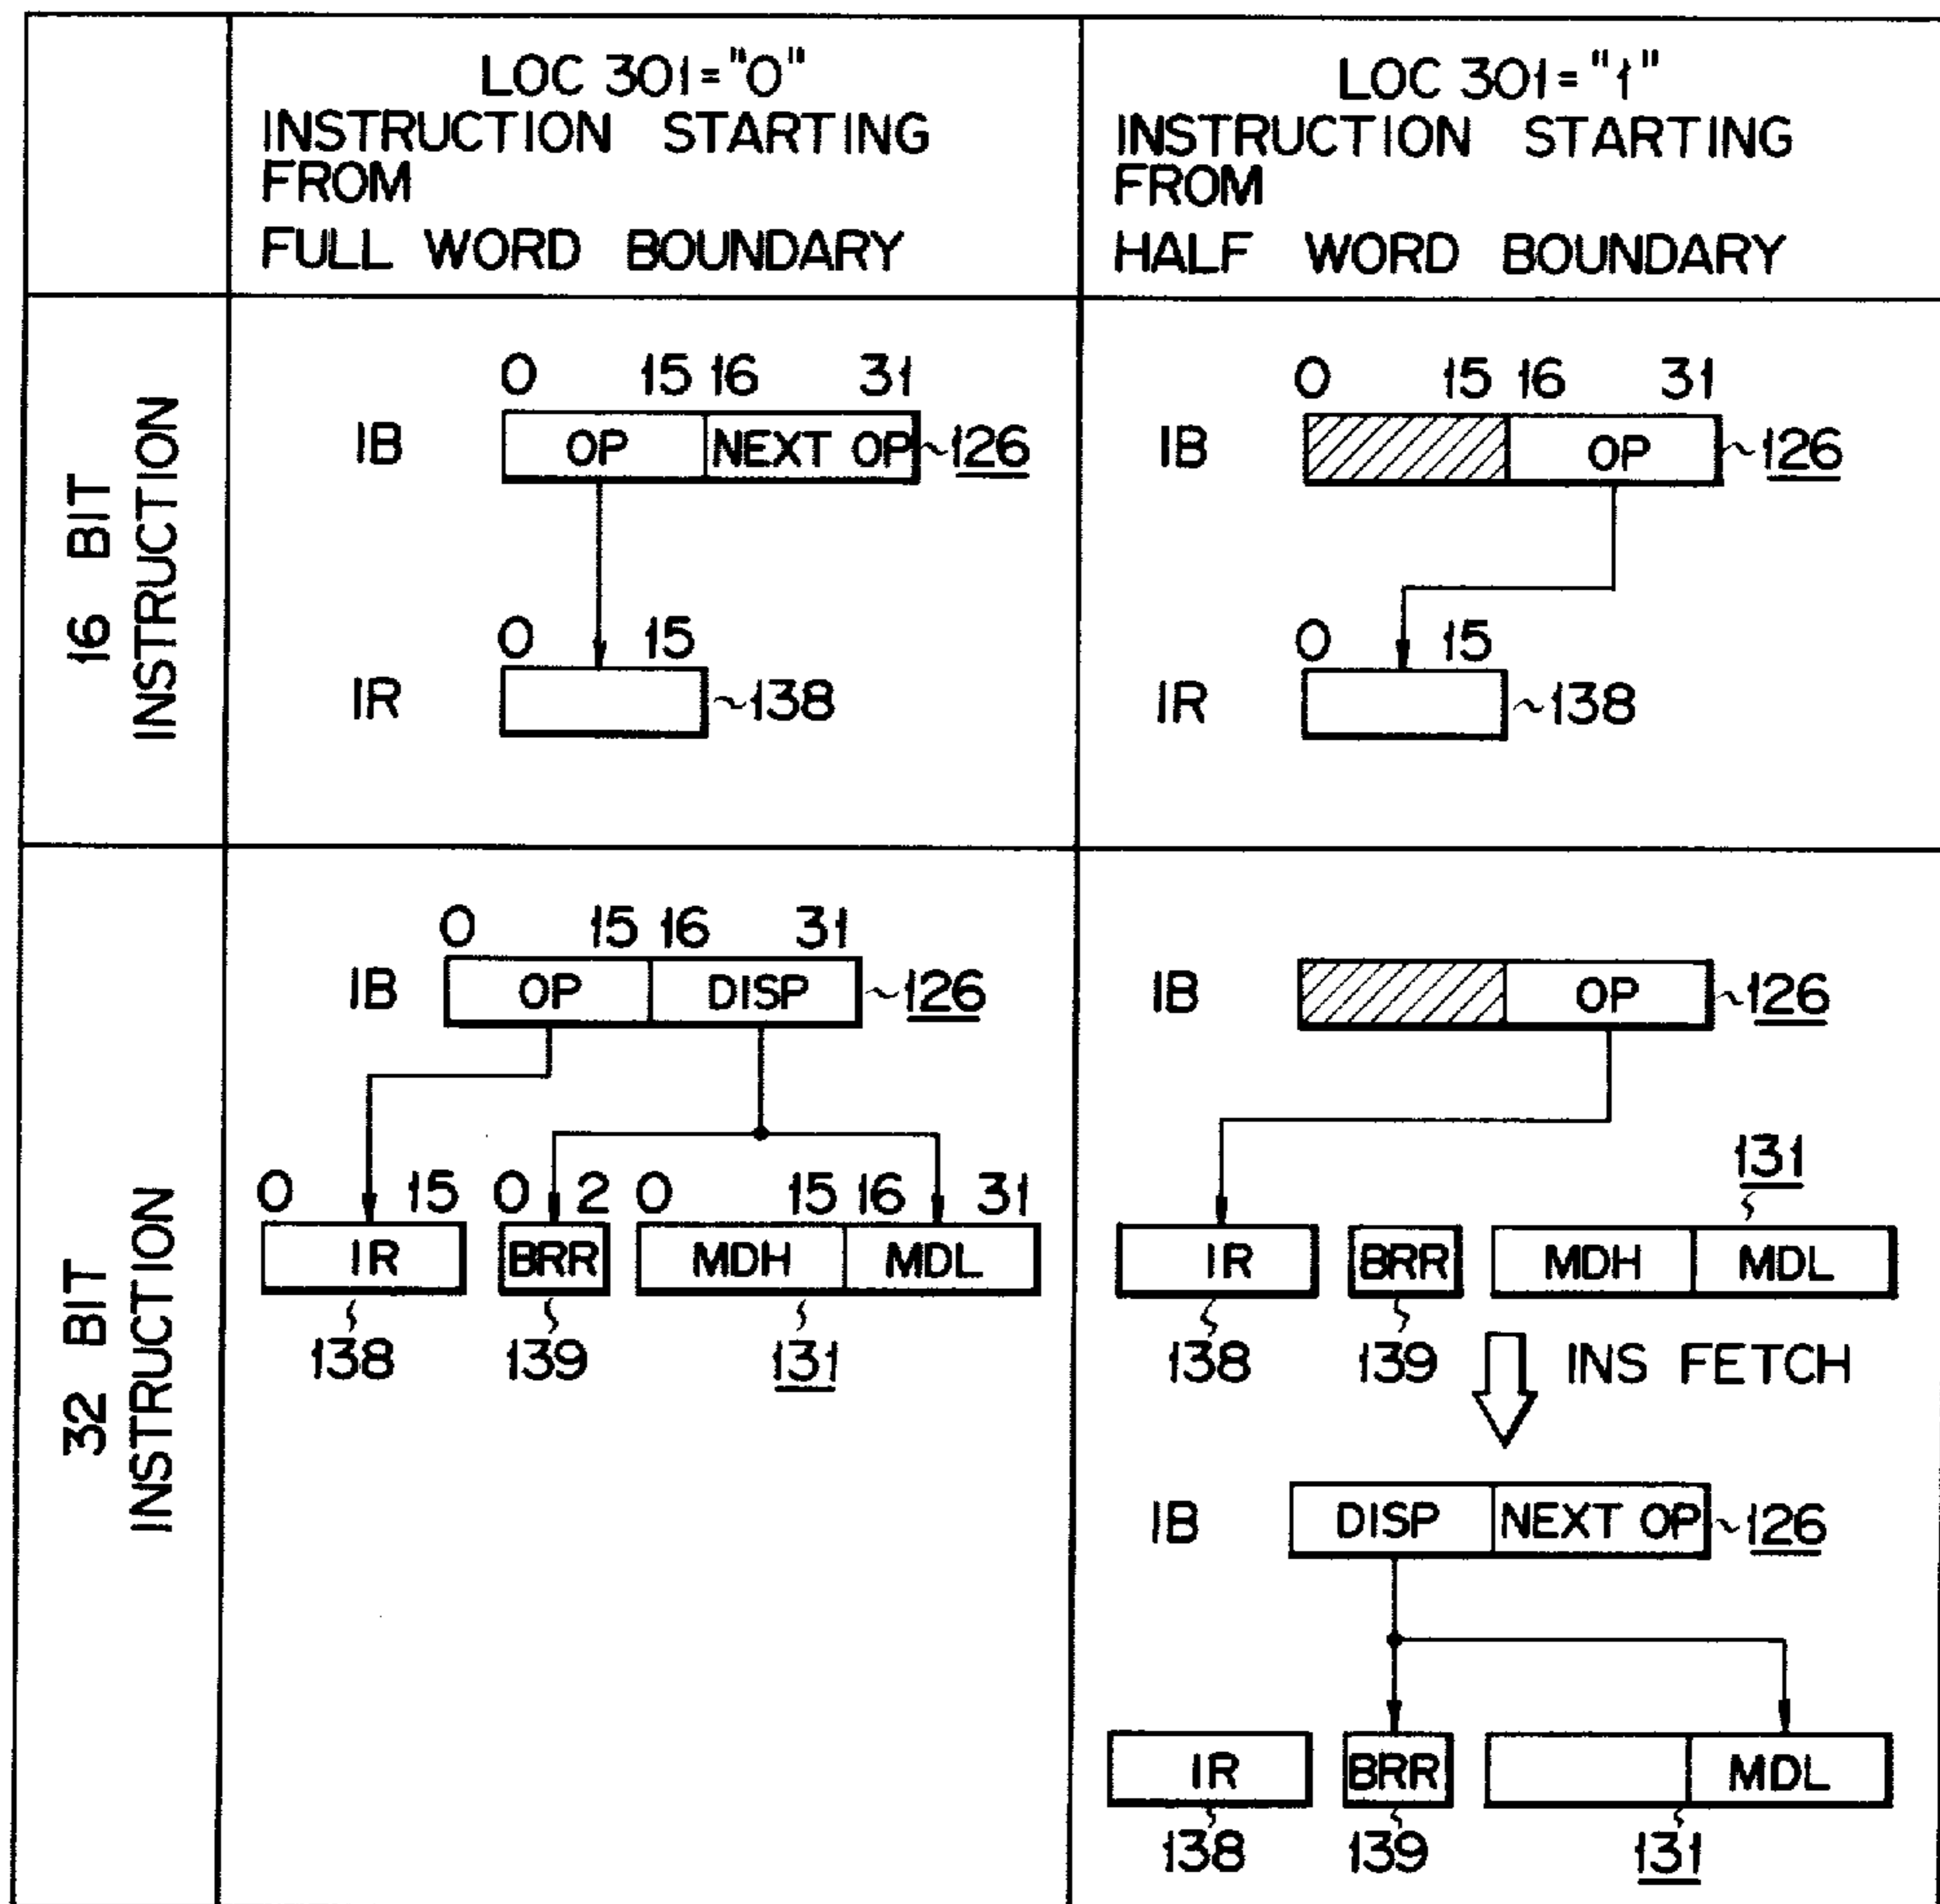 LOC 301="0"
INSTRUCTION STARTING
FROM
FULL WORD BOUNDARY
LOC 301="1"
INSTRUCTION STARTING
FROM
HALF WORD BOUNDARY
16 BIT
INSTRUCTION
0 15 16 31
IB OP NEXT OP 126
0 15
IR 138
0 15 16 31
IB OP 126
0 15
IR 138
32 BIT
INSTRUCTION
0 15 16 31
IB OP DISP 126
0 15 0 2 0 15 16 31
IR BRR MDH MDL
138 139 131
IB OP 126
131
IR BRR MDH MDL
138 139 INS FETCH
IB DISP NEXT OP 126
IR BRR MDL
138 139 131